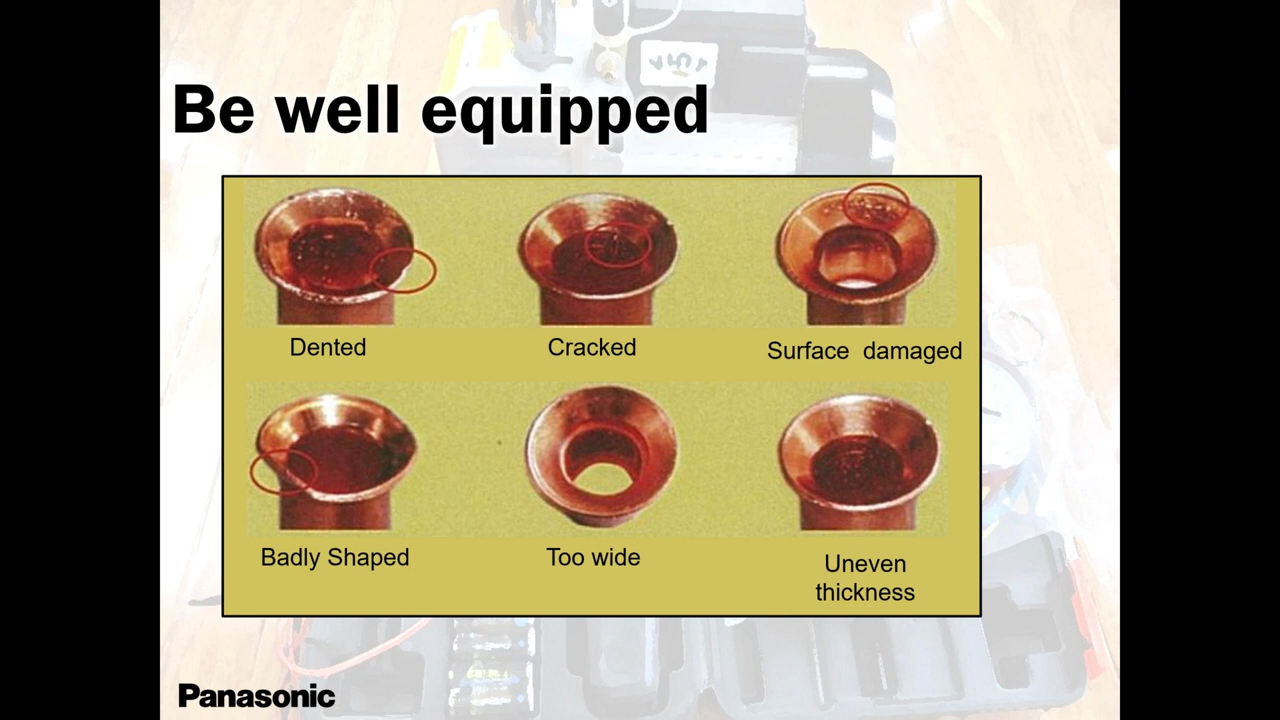 Be well equipped
Dented
Cracked
Surface damaged
Badly Shaped
Too wide
Uneven
thickness
Panasonic